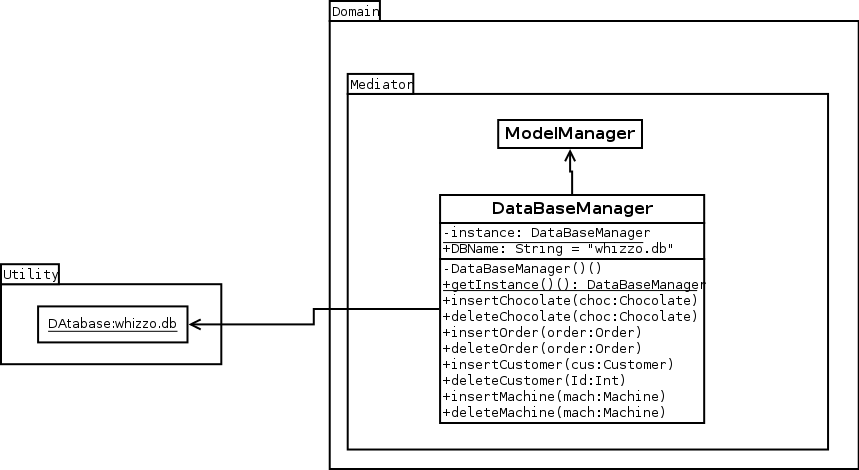 Domain
Mediator
ModelManager
DataBaseManager
-instance: DataBaseManager
+DBName: String = "whizzo.db"
-DataBaseManager()()
+getInstance()(): DataBaseManager
+insertChocolate(choc:Chocolate)
+deleteChocolate(choc:Chocolate)
+insertOrder(order:Order)
+deleteOrder(order:Order)
+insertCustomer(cus:Customer)
+deleteCustomer(Id:Int)
+insertMachine(mach:Machine)
+deleteMachine(mach:Machine)
Utility
DAtabase:whizzo.db